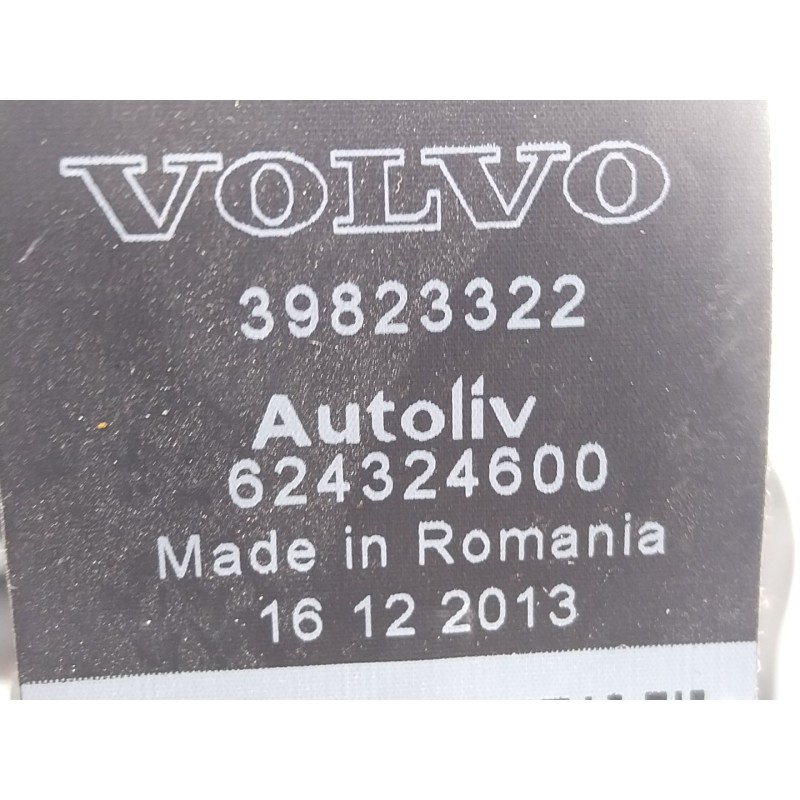 VOLVO
39823322
Autoliv
624324600
Made in Romania
16 12 2013